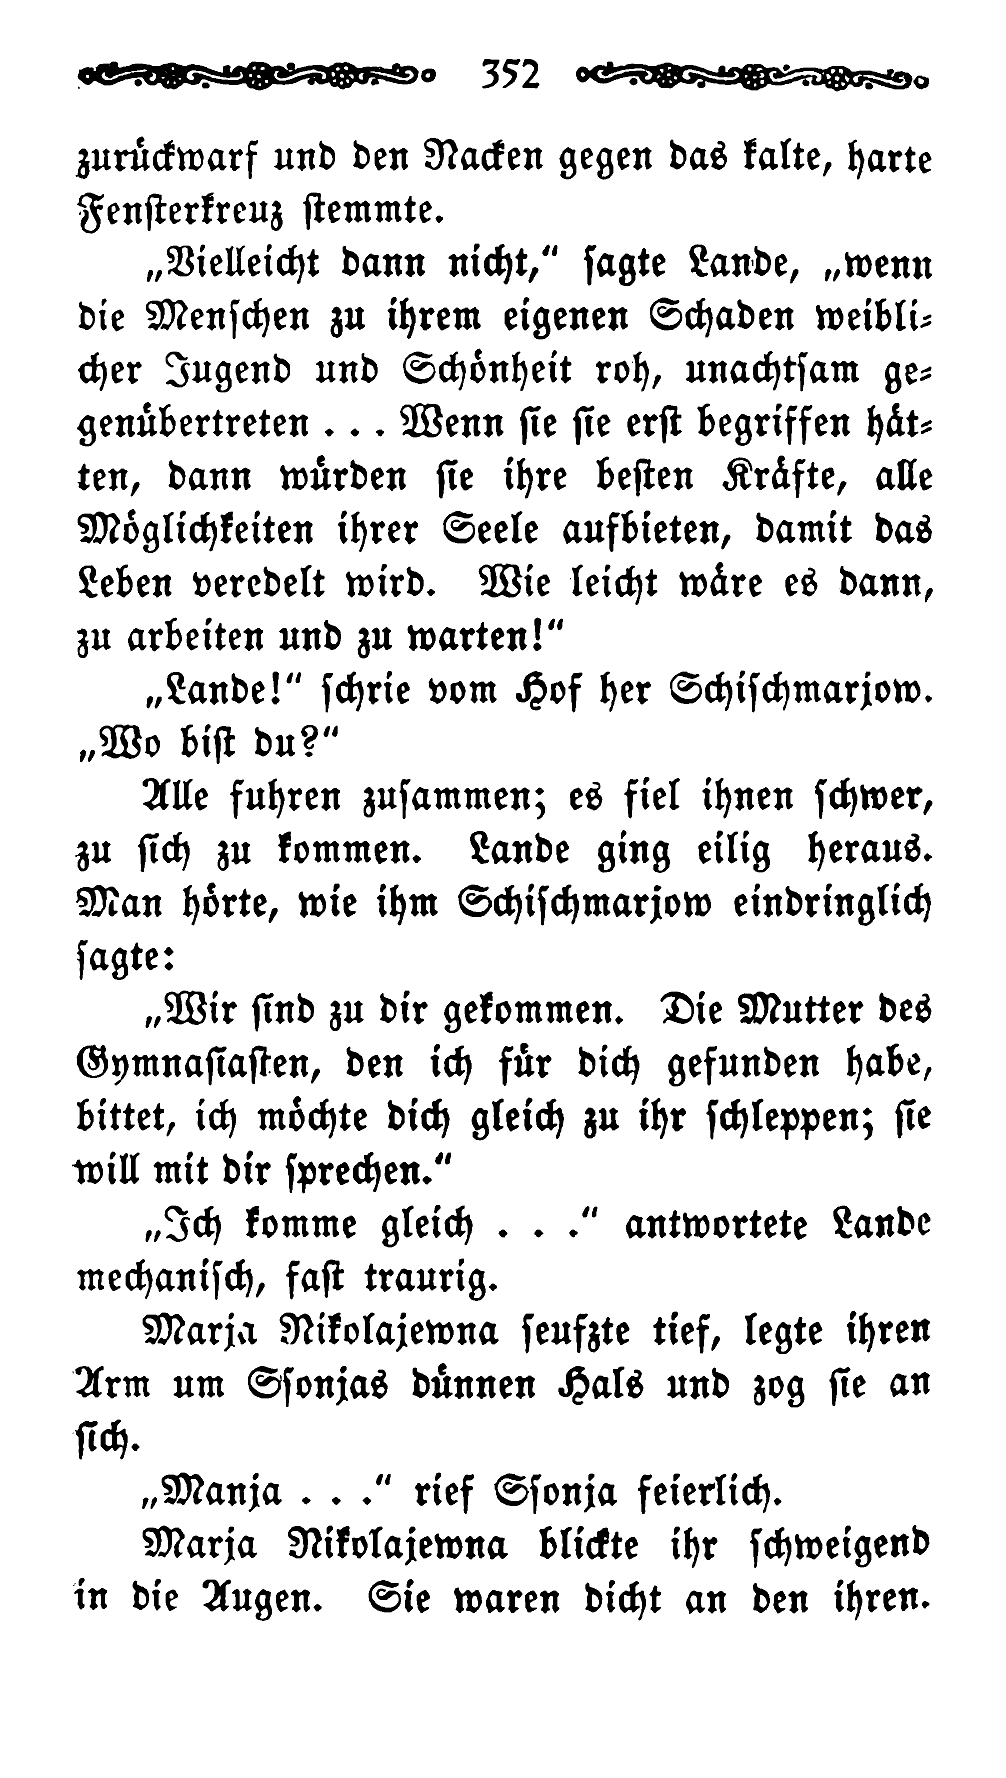 352
zurückwarf und den Nacken gegen das kalte, harte
Fensterkreuz stemmte.
„Vielleicht dann nicht,“ sagte Lande, „wenn
die Menschen zu ihrem eigenen Schaden weibli-
cher Jugend und Schönheit roh, unachtsam ge-
genübertreten . . . Wenn sie sie erst begriffen hät-
ten, dann würden sie ihre besten Kräfte, alle
Möglichkeiten ihrer Seele aufbieten, damit das
Leben veredelt wird. Wie leicht wäre es dann,
zu arbeiten und zu warten!“
„Lande!“ schrie vom Hof her Schischmarjow.
„Wo bist du?“
Alle fuhren zusammen; es fiel ihnen schwer,
zu sich zu kommen. Lande ging eilig heraus.
Man hörte, wie ihm Schischmarjow eindringlich
sagte:
„Wir sind zu dir gekommen. Die Mutter des
Gymnasiasten, den ich für dich gefunden habe,
bittet, ich möchte dich gleich zu ihr schleppen; sie
will mit dir sprechen.“
„Ich komme gleich . . .“ antwortete Lande
mechanisch, fast traurig.
Marja Nikolajewna seufzte tief, legte ihren
Arm um Ssonjas dünnen Hals und zog sie an
sich.
„Manja . . .“ rief Ssonja feierlich.
Marja Nikolajewna blickte ihr schweigend
in die Augen. Sie waren dicht an den ihren.